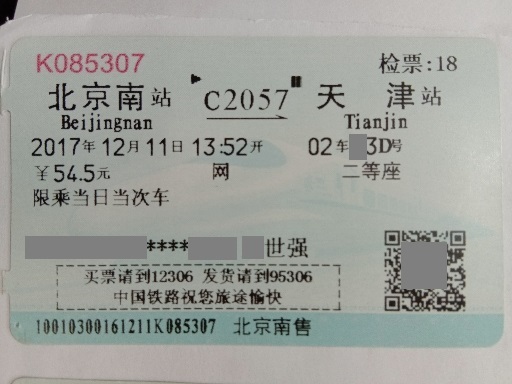 K085307 检票:18
北京南站 C2057 天津站
Beijingnan Tianjin
2017年12月11日 13:52开 02车 3D号
￥54.5元 网 二等座
限乘当日当次车
**** 世强
买票请到12306 发货请到95306
中国铁路祝您旅途愉快
10010300161211K085307 北京南售